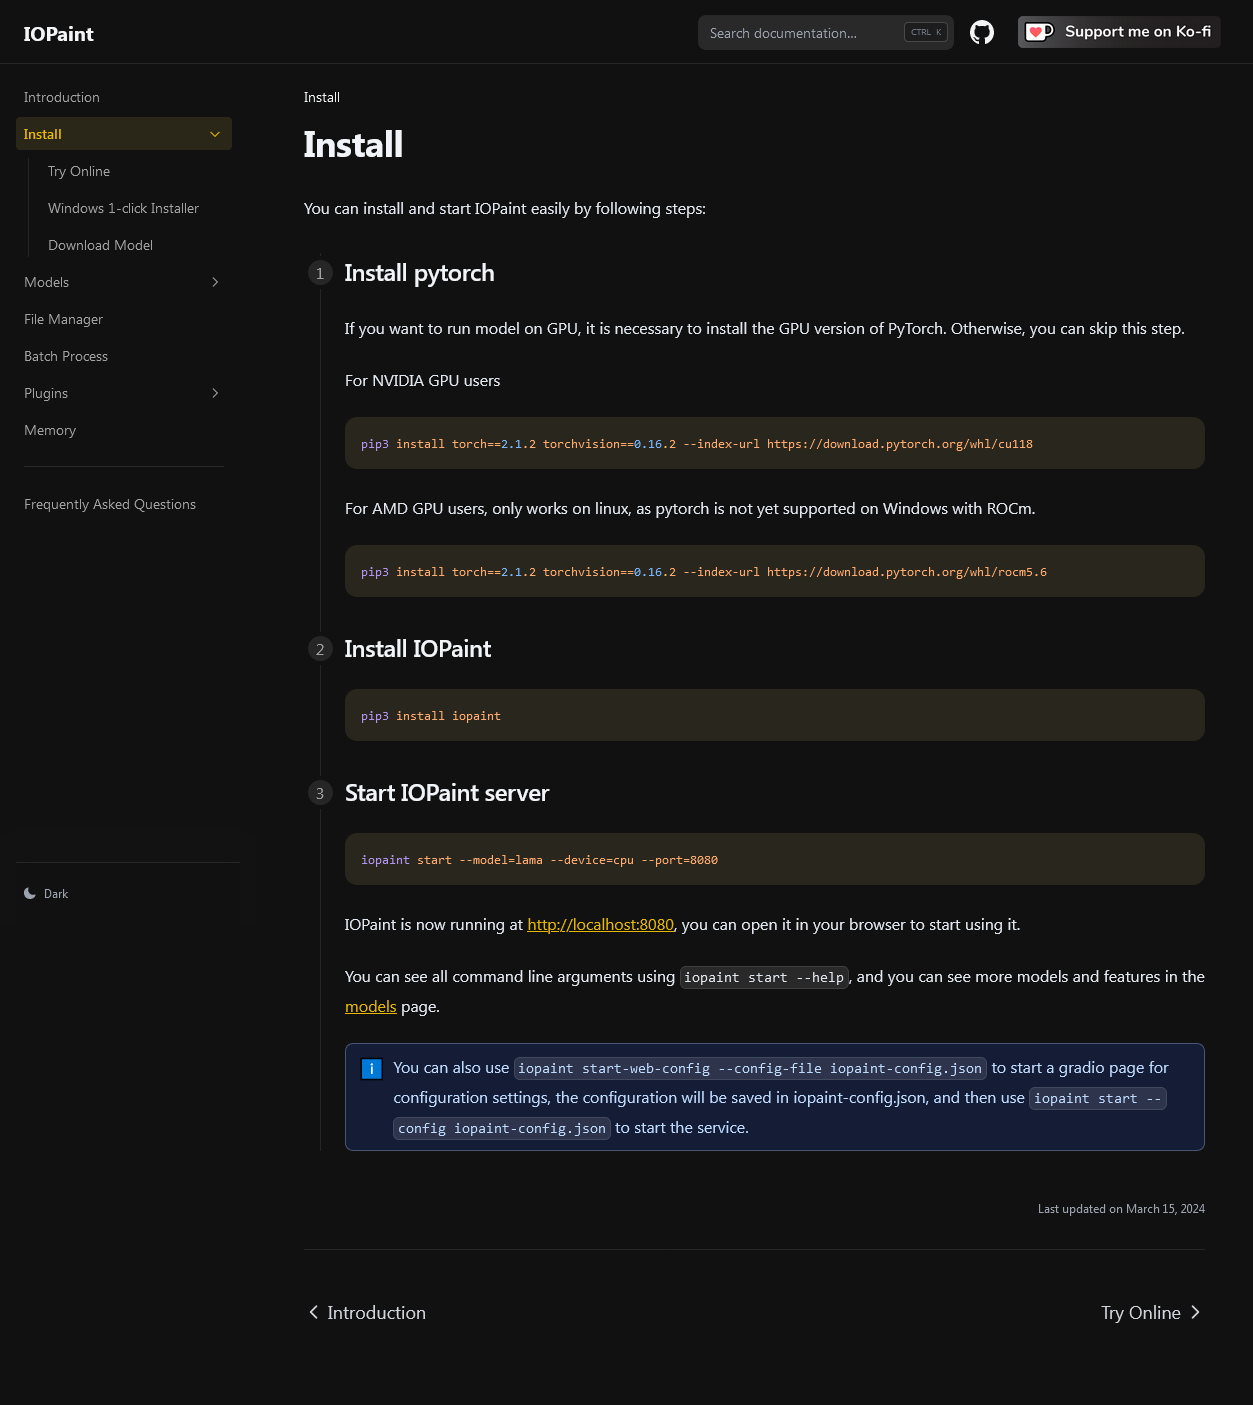 IOPaint
Search documentation...
CTRL K
Support me on Ko-fi
Introduction
Install
Try Online
Windows 1-click Installer
Download Model
Models
File Manager
Batch Process
Plugins
Memory
Frequently Asked Questions
Dark
Install
Install
You can install and start IOPaint easily by following steps:
1 Install pytorch
If you want to run model on GPU, it is necessary to install the GPU version of PyTorch. Otherwise, you can skip this step.
For NVIDIA GPU users
pip3 install torch==2.1.2 torchvision==0.16.2 --index-url https://download.pytorch.org/whl/cu118
For AMD GPU users, only works on linux, as pytorch is not yet supported on Windows with ROCm.
pip3 install torch==2.1.2 torchvision==0.16.2 --index-url https://download.pytorch.org/whl/rocm5.6
2 Install IOPaint
pip3 install iopaint
3 Start IOPaint server
iopaint start --model=lama --device=cpu --port=8080
IOPaint is now running at http://localhost:8080, you can open it in your browser to start using it.
You can see all command line arguments using iopaint start --help, and you can see more models and features in the
models page.
You can also use iopaint start-web-config --config-file iopaint-config.json to start a gradio page for
configuration settings, the configuration will be saved in iopaint-config.json, and then use iopaint start --
config iopaint-config.json to start the service.
Last updated on March 15, 2024
Introduction
Try Online